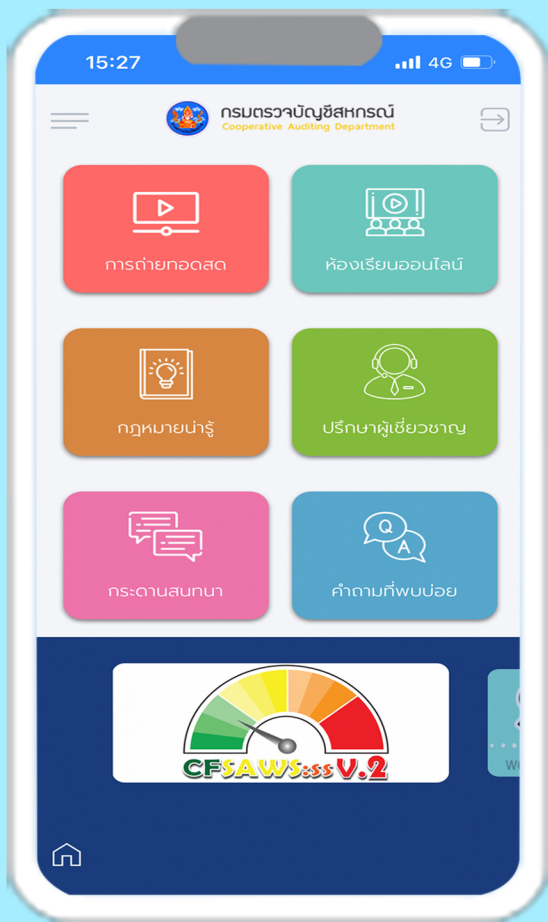 15:27
4G
กรมตรวจบัญชีสหกรณ์
Cooperative Auditing Department
การถ่ายทอดสด
ห้องเรียนออนไลน์
กฎหมายน่ารู้
ปรึกษาผู้เชี่ยวชาญ
Q
A
กระดานสนทนา
คำถามที่พบบ่อย
CFSAWS:ss V.2